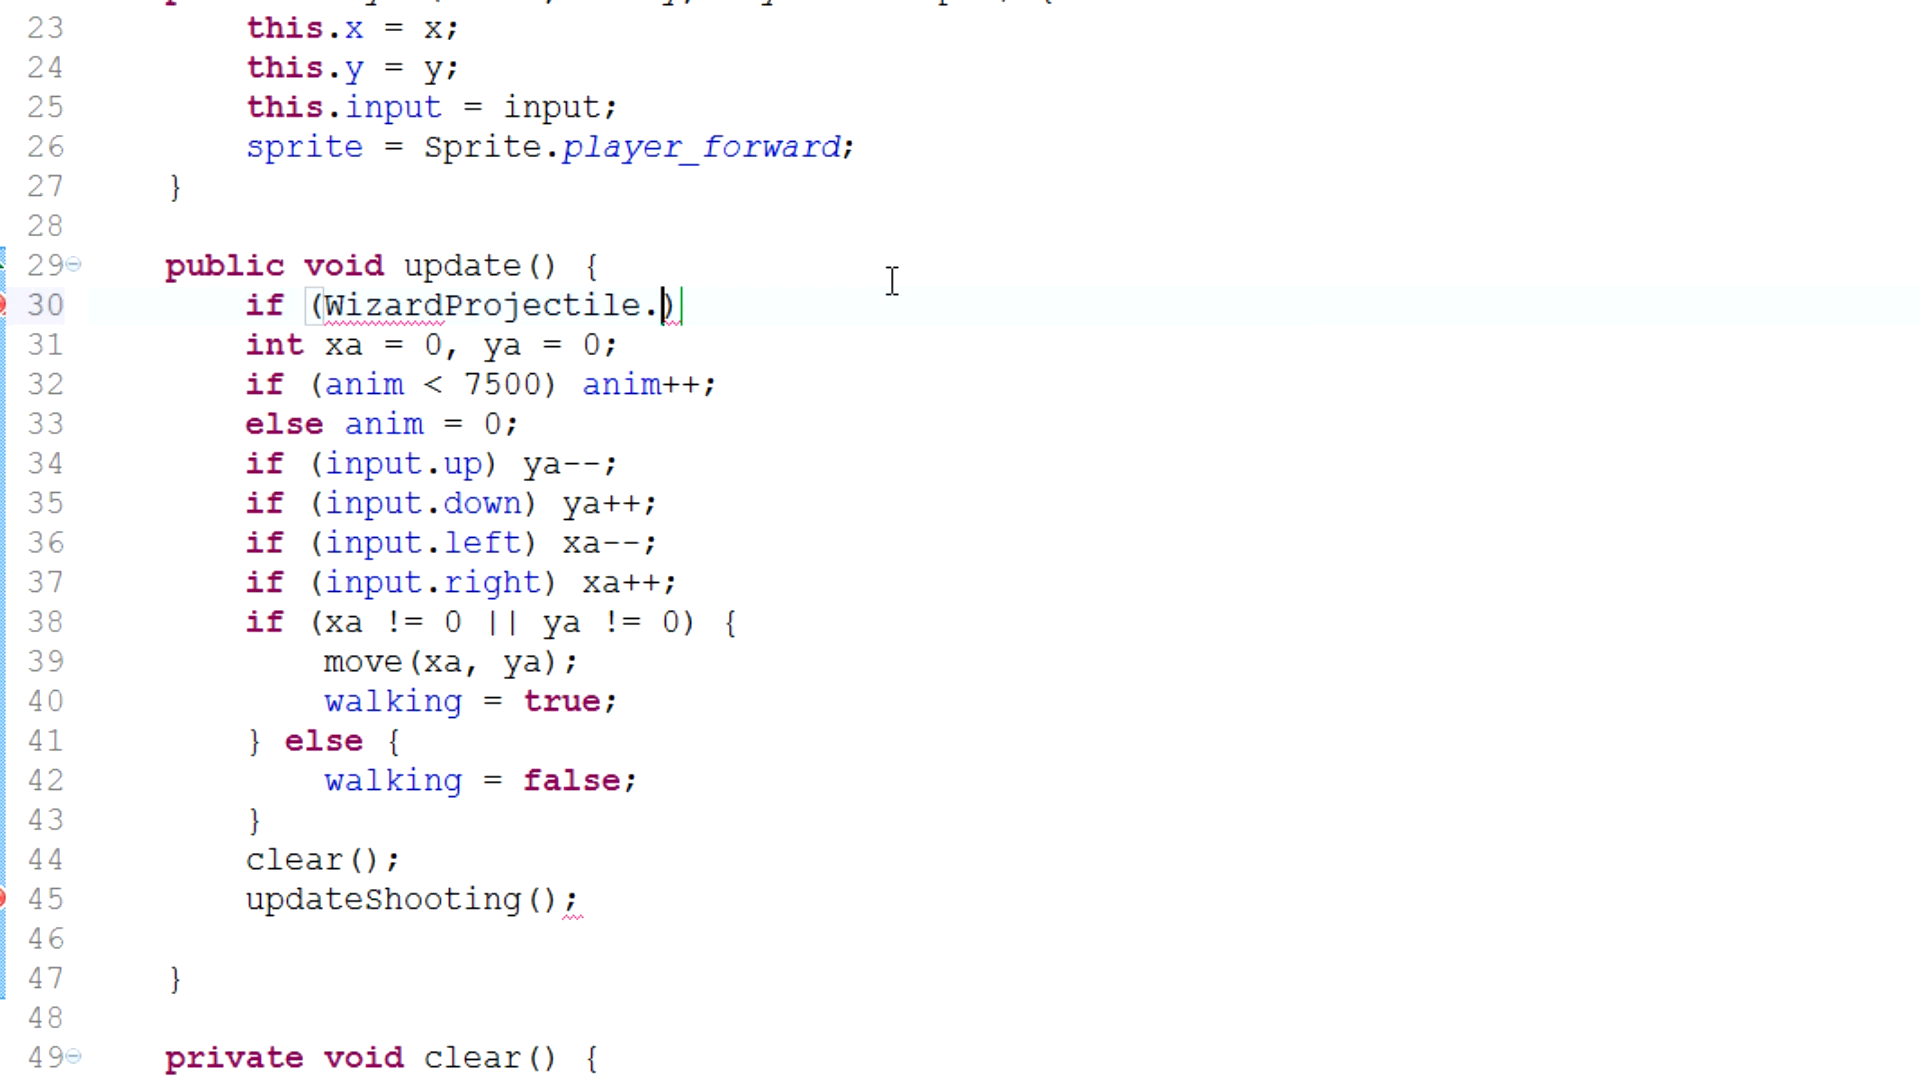 23 this.x = x;
24 this.y = y;
25 this.input = input;
26 sprite = Sprite.player_forward;
27 }
28
29 public void update() {
30 if (WizardProjectile.)
31 int xa = 0, ya = 0;
32 if (anim < 7500) anim++;
33 else anim = 0;
34 if (input.up) ya--;
35 if (input.down) ya++;
36 if (input.left) xa--;
37 if (input.right) xa++;
38 if (xa != 0 || ya != 0) {
39 move(xa, ya);
40 walking = true;
41 } else {
42 walking = false;
43 }
44 clear();
45 updateShooting();
46
47 }
48
49 private void clear() {